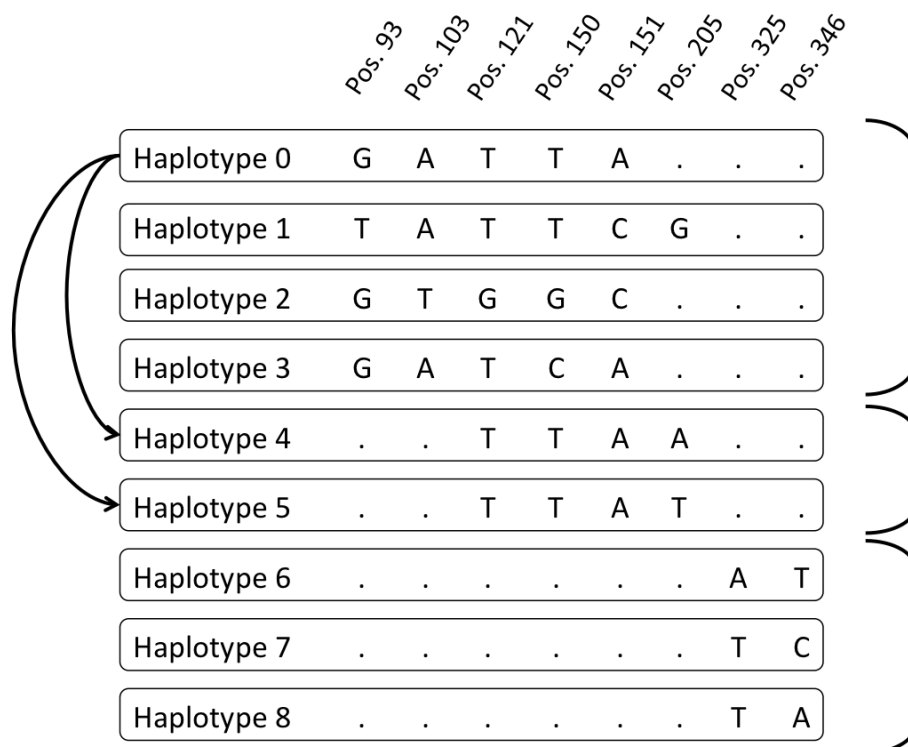 Pos. 93 Pos. 103 Pos. 121 Pos. 150 Pos. 151 Pos. 205 Pos. 325 Pos. 346
Haplotype 0 G A T T A . . .
Haplotype 1 T A T T C G . .
Haplotype 2 G T G G C . . .
Haplotype 3 G A T C A . . .
Haplotype 4 . . T T A A . .
Haplotype 5 . . T T A T . .
Haplotype 6 . . . . . . A T
Haplotype 7 . . . . . . T C
Haplotype 8 . . . . . . T A